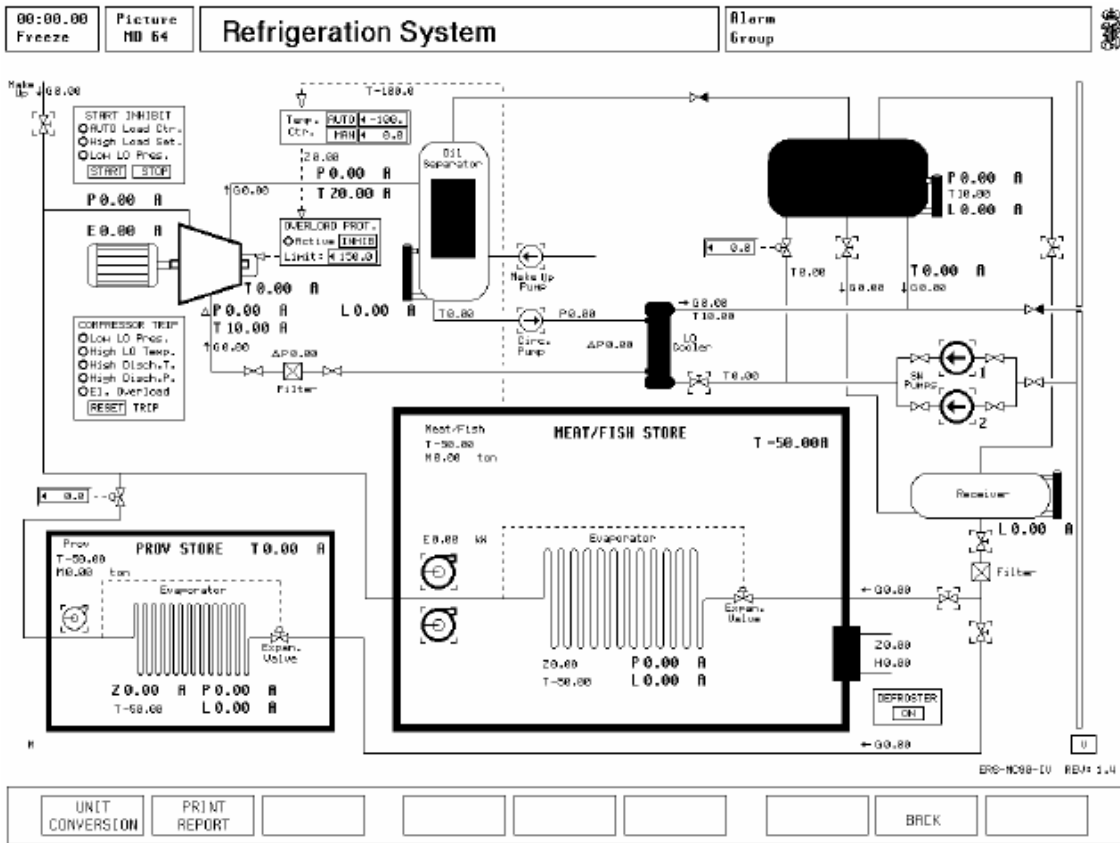 00:00.00
Freeze
Picture
MD 64
Refrigeration System
Alarm
Group
Make
Up
G0.00
START INHIBIT
AUTO Load Ctr.
High Load Set.
Low LO Pres.
START STOP
P 0.00 A
E 0.00 A
T-100.0
Temp. AUTO -100.
Ctr. MAN 0.0
Z0.00
P 0.00 A
T 20.00 A
G0.00
OVERLOAD PROT.
Active INHIB
Limit: 150.0
T 0.00 A
Oil
Separator
L 0.00 A
T0.00
Make Up
Pump
P0.00
Circ.
Pump
ΔP 0.00 A
T 10.00 A
G0.00
ΔP0.00
Filter
COMPRESSOR TRIP
Low LO Pres.
High LO Temp.
High Disch.T.
High Disch.P.
El. Overload
RESET TRIP
P 0.00 A
T10.00
L 0.00 A
0.0
T0.00
G0.00
T 0.00 A
G0.00
G0.00
T10.00
ΔP0.00
LO
Cooler
T0.00
SW
Pumps
1
2
Receiver
L 0.00 A
Filter
0.0
Prov
T-50.00
M0.00 ton
PROV STORE
T 0.00 A
Evaporator
Expan.
Valve
Z 0.00 A P 0.00 A
T-50.00 L 0.00 A
Meat/Fish
T-50.00
M0.00 ton
MEAT/FISH STORE
T -50.00A
E0.00 kW
Evaporator
Expan.
Valve
Z0.00 P 0.00 A
T-50.00 L 0.00 A
G0.00
Z0.00
H0.00
DEFROSTER
ON
G0.00
M
V
ERS-MC90-IV REV: 1.4
UNIT
CONVERSION
PRINT
REPORT
BACK